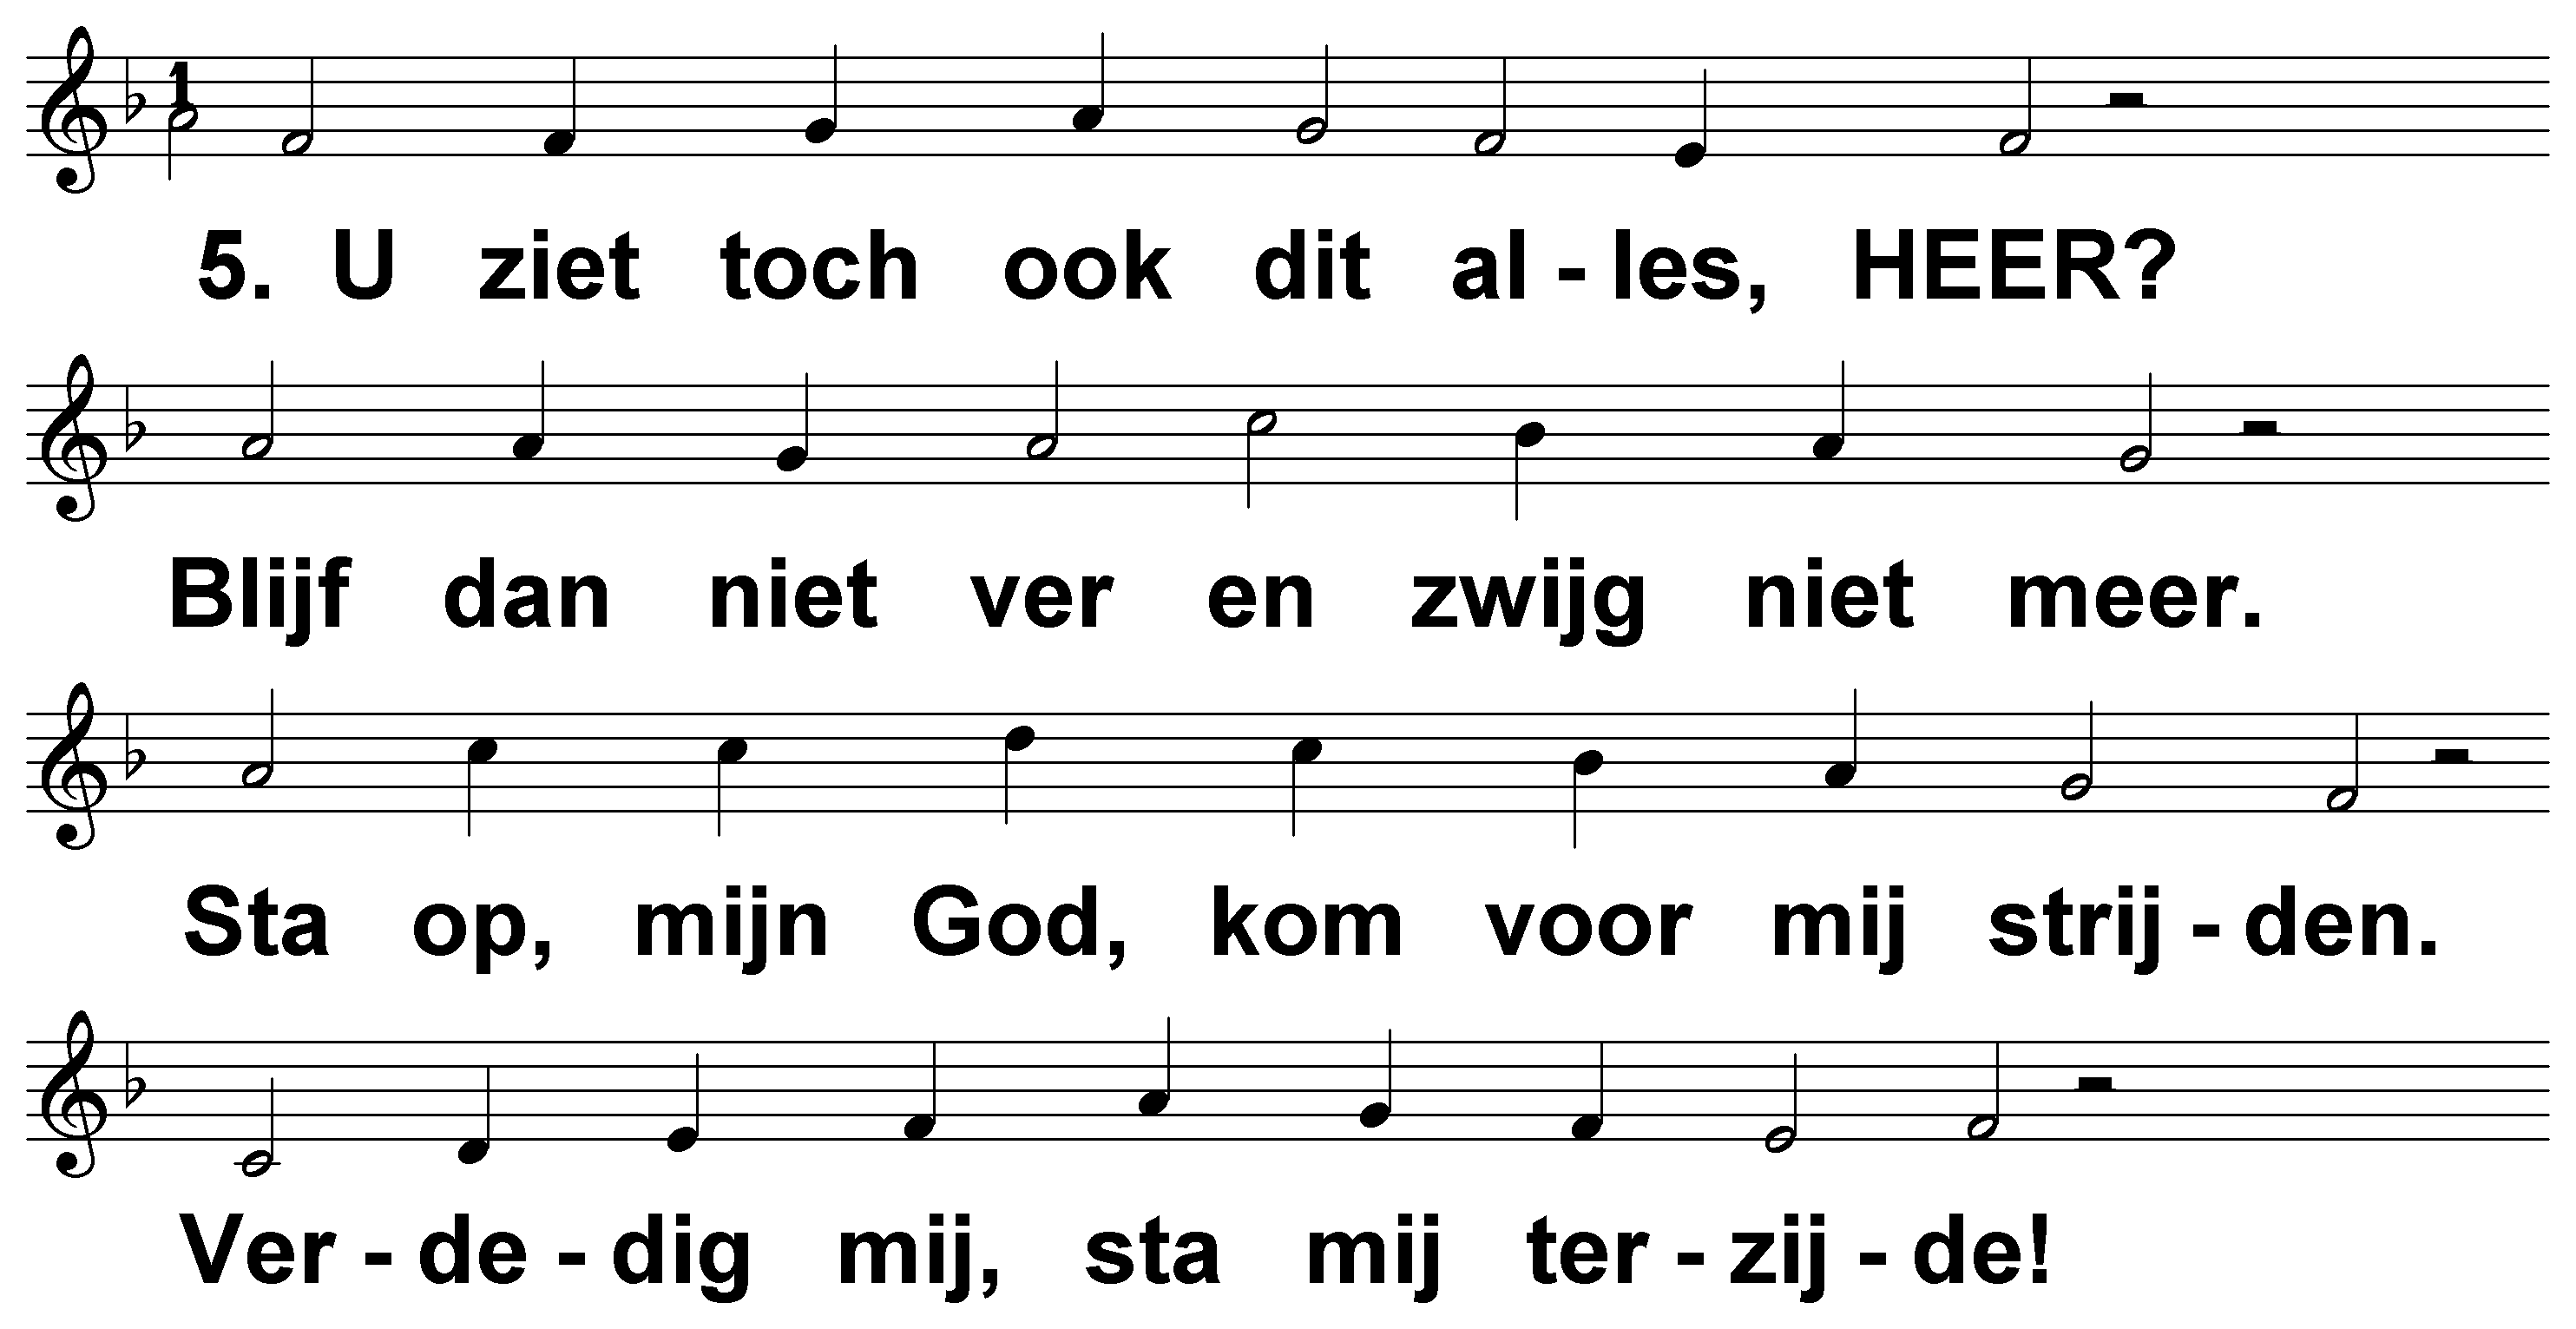 1
5. U ziet toch ook dit al - les, HEER?
Blijf dan niet ver en zwijg niet meer.
Sta op, mijn God, kom voor mij strij - den.
Ver - de - dig mij, sta mij ter - zij - de!